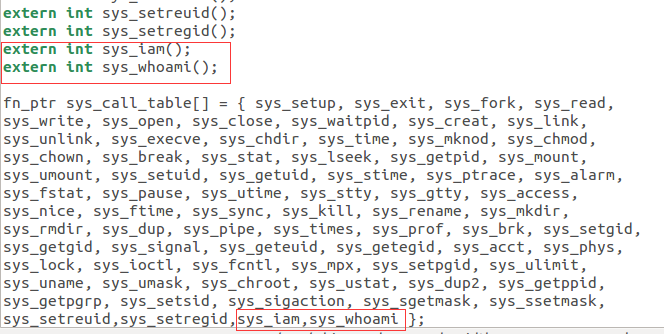 extern int sys_setreuid();
extern int sys_setregid();
extern int sys_iam();
extern int sys_whoami();
fn_ptr sys_call_table[] = { sys_setup, sys_exit, sys_fork, sys_read,
sys_write, sys_open, sys_close, sys_waitpid, sys_creat, sys_link,
sys_unlink, sys_execve, sys_chdir, sys_time, sys_mknod, sys_chmod,
sys_chown, sys_break, sys_stat, sys_lseek, sys_getpid, sys_mount,
sys_umount, sys_setuid, sys_getuid, sys_stime, sys_ptrace, sys_alarm,
sys_fstat, sys_pause, sys_utime, sys_stty, sys_gtty, sys_access,
sys_nice, sys_ftime, sys_sync, sys_kill, sys_rename, sys_mkdir,
sys_rmdir, sys_dup, sys_pipe, sys_times, sys_prof, sys_brk, sys_setgid,
sys_getgid, sys_signal, sys_geteuid, sys_getegid, sys_acct, sys_phys,
sys_lock, sys_ioctl, sys_fcntl, sys_mpx, sys_setpgid, sys_ulimit,
sys_uname, sys_umask, sys_chroot, sys_ustat, sys_dup2, sys_getppid,
sys_getpgrp, sys_setsid, sys_sigaction, sys_sgetmask, sys_ssetmask,
sys_setreuid,sys_setregid,sys_iam,sys_whoami };